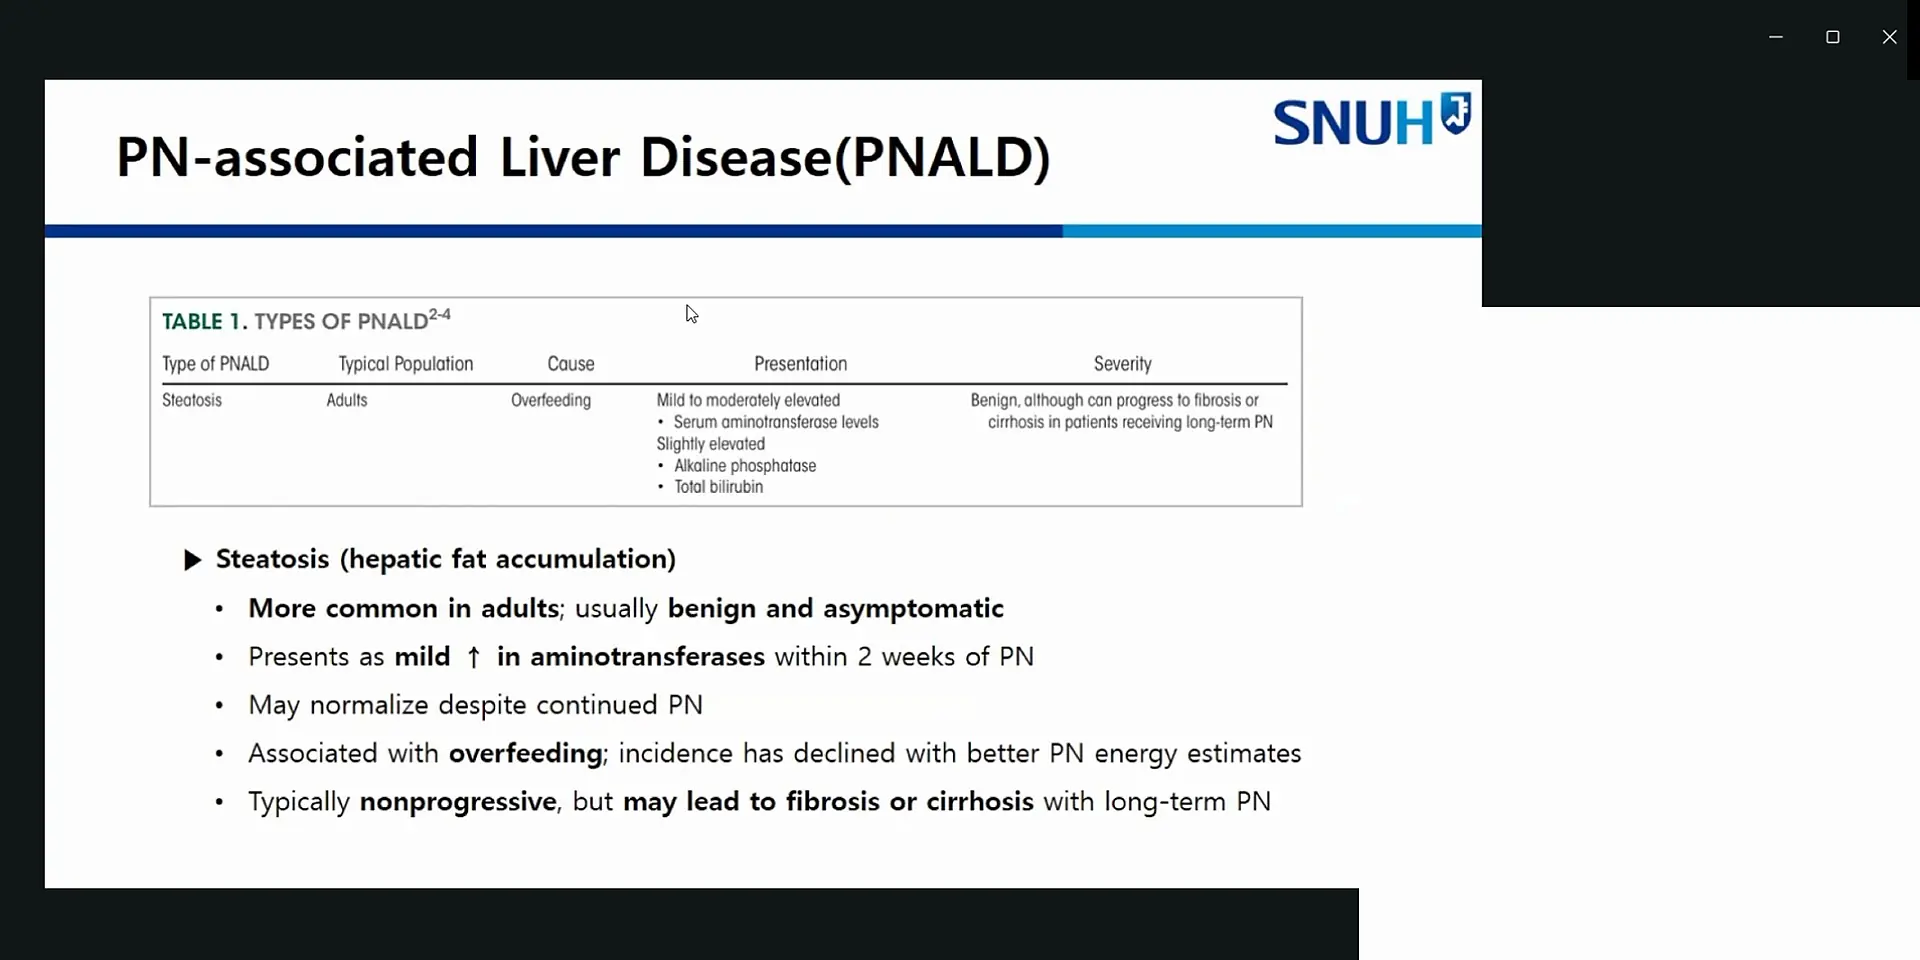 SNUH
PN-associated Liver Disease(PNALD)
TABLE 1. TYPES OF PNALD2-4
Type of PNALD Typical Population Cause Presentation Severity
Steatosis Adults Overfeeding Mild to moderately elevated Benign, although can progress to fibrosis or
• Serum aminotransferase levels cirrhosis in patients receiving long-term PN
Slightly elevated
• Alkaline phosphatase
• Total bilirubin
▶ Steatosis (hepatic fat accumulation)
• More common in adults; usually benign and asymptomatic
• Presents as mild ↑ in aminotransferases within 2 weeks of PN
• May normalize despite continued PN
• Associated with overfeeding; incidence has declined with better PN energy estimates
• Typically nonprogressive, but may lead to fibrosis or cirrhosis with long-term PN